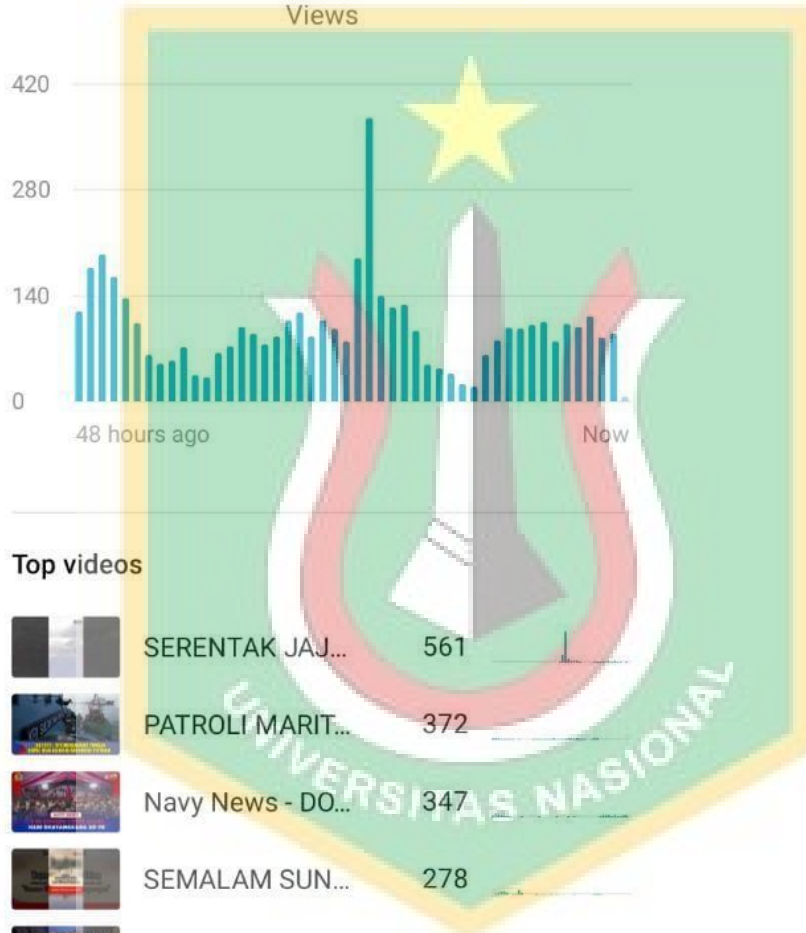 Views
420
280
140
0
48 hours ago
Now
Top videos
SERENTAK JAJ...
561
PATROLI MARIT...
372
Navy News - DO...
347
SEMALAM SUN...
278
UNIVERSITAS NASIONAL